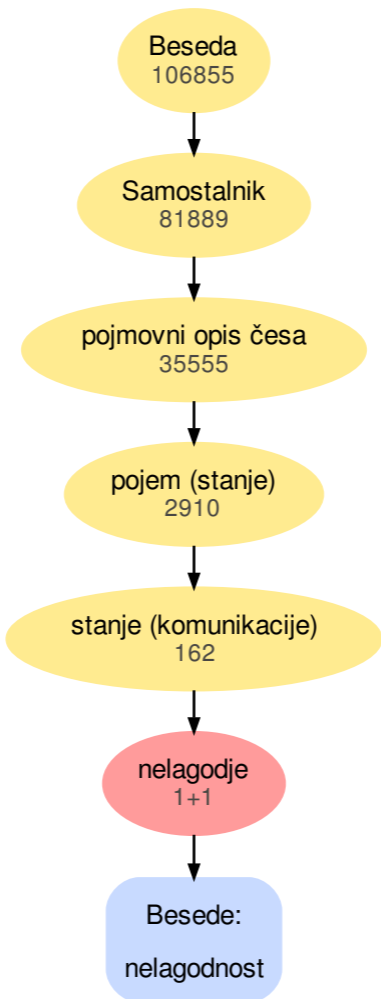 Beseda
106855
Samostalnik
81889
pojmovni opis česa
35555
pojem (stanje)
2910
stanje (komunikacije)
162
nelagodje
1+1
Besede:
nelagodnost